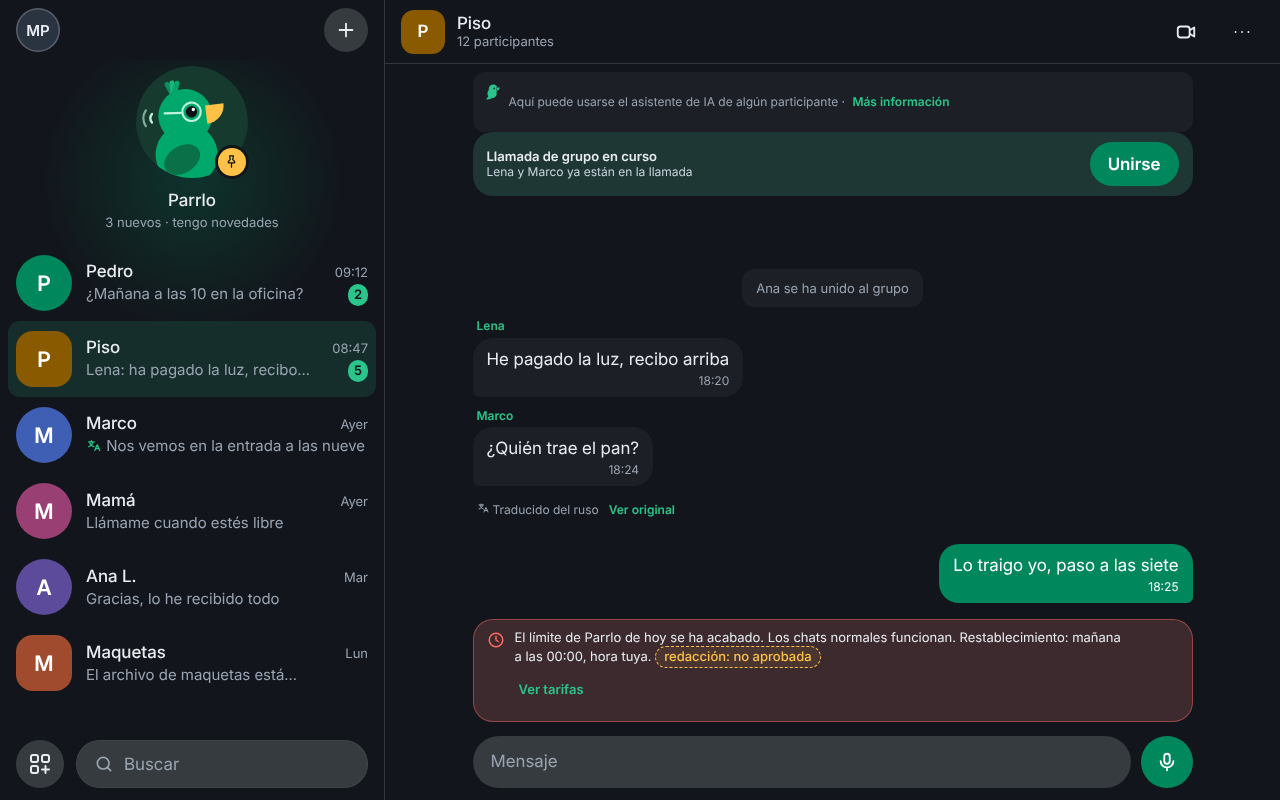 MP
Parrlo
3 nuevos · tengo novedades
P
Pedro
09:12
¿Mañana a las 10 en la oficina?
2
P
Piso
08:47
Lena: ha pagado la luz, recibo...
5
M
Marco
Ayer
Nos vemos en la entrada a las nueve
M
Mamá
Ayer
Llámame cuando estés libre
A
Ana L.
Mar
Gracias, lo he recibido todo
M
Maquetas
Lun
El archivo de maquetas está...
Buscar
P
Piso
12 participantes
Aquí puede usarse el asistente de IA de algún participante · Más información
Llamada de grupo en curso
Lena y Marco ya están en la llamada
Unirse
Ana se ha unido al grupo
Lena
He pagado la luz, recibo arriba
18:20
Marco
¿Quién trae el pan?
18:24
Traducido del ruso Ver original
Lo traigo yo, paso a las siete
18:25
El límite de Parrlo de hoy se ha acabado. Los chats normales funcionan. Restablecimiento: mañana
a las 00:00, hora tuya. redacción: no aprobada
Ver tarifas
Mensaje